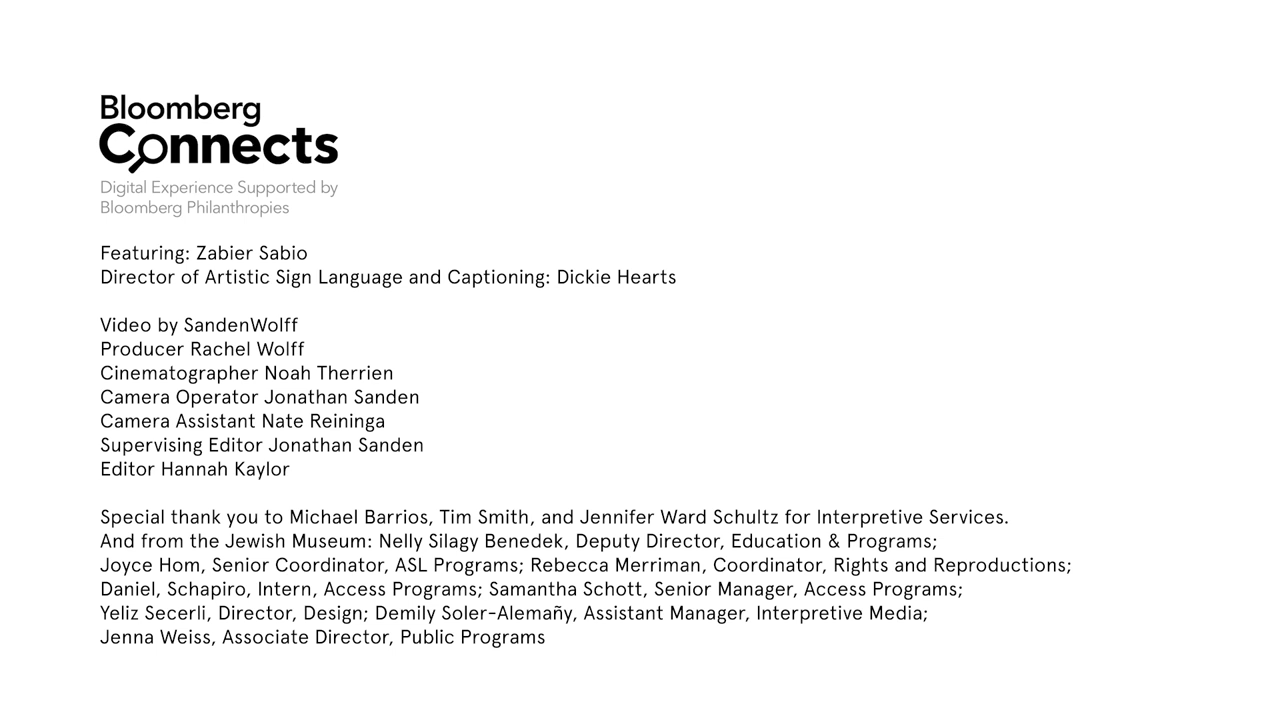 Bloomberg
Connects
Digital Experience Supported by
Bloomberg Philanthropies
Featuring: Zabier Sabio
Director of Artistic Sign Language and Captioning: Dickie Hearts
Video by SandenWolff
Producer Rachel Wolff
Cinematographer Noah Therrien
Camera Operator Jonathan Sanden
Camera Assistant Nate Reininga
Supervising Editor Jonathan Sanden
Editor Hannah Kaylor
Special thank you to Michael Barrios, Tim Smith, and Jennifer Ward Schultz for Interpretive Services.
And from the Jewish Museum: Nelly Silagy Benedek, Deputy Director, Education & Programs;
Joyce Hom, Senior Coordinator, ASL Programs; Rebecca Merriman, Coordinator, Rights and Reproductions;
Daniel, Schapiro, Intern, Access Programs; Samantha Schott, Senior Manager, Access Programs;
Yeliz Secerli, Director, Design; Demily Soler-Alemañy, Assistant Manager, Interpretive Media;
Jenna Weiss, Associate Director, Public Programs